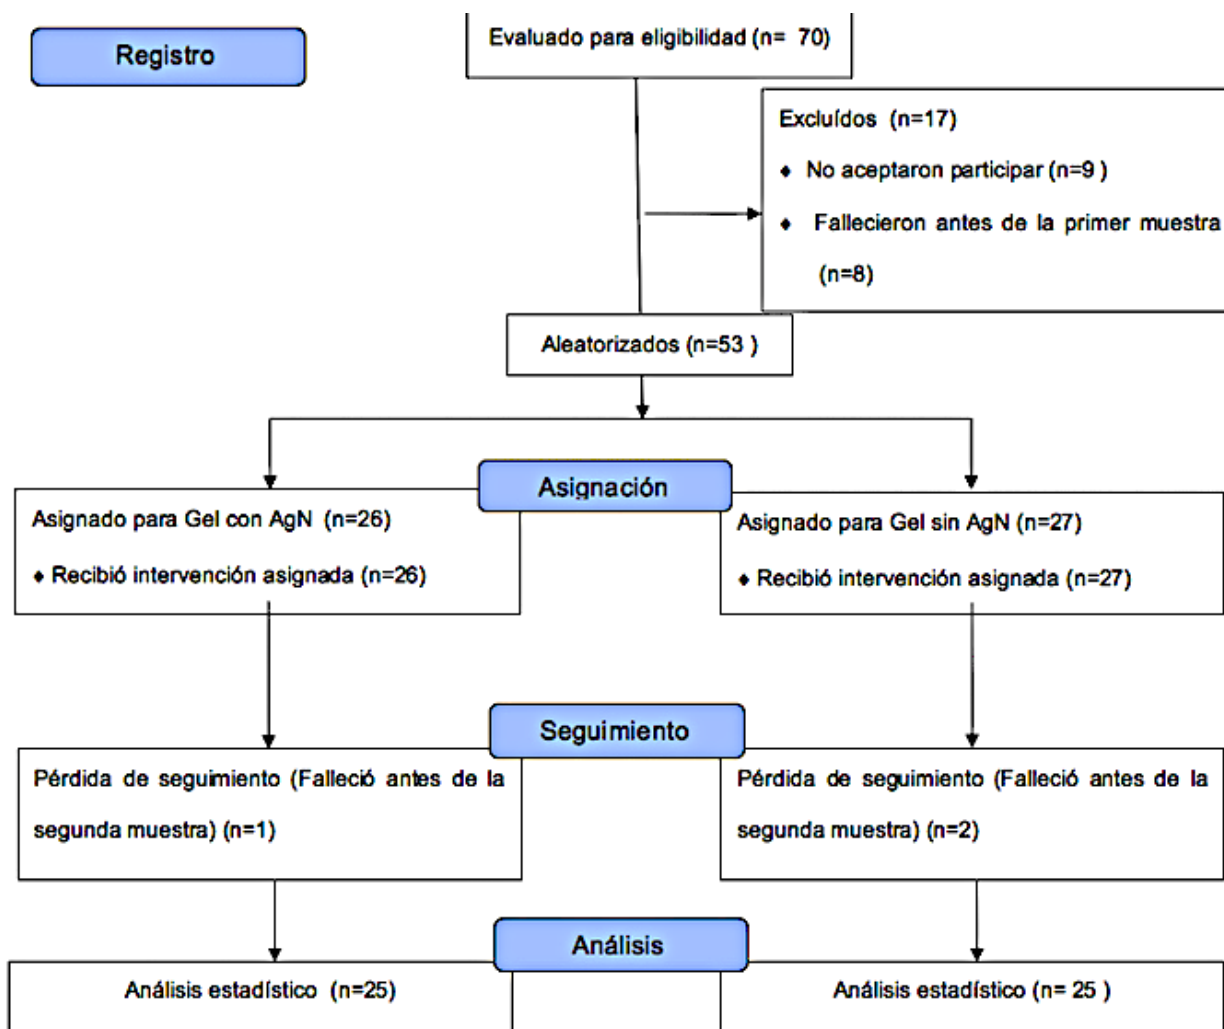 Registro
Evaluado para eligibilidad (n= 70)
Excluídos (n=17)
♦ No aceptaron participar (n=9 )
♦ Fallecieron antes de la primer muestra
(n=8)
Aleatorizados (n=53 )
Asignación
Asignado para Gel con AgN (n=26)
♦ Recibió intervención asignada (n=26)
Asignado para Gel sin AgN (n=27)
♦ Recibió intervención asignada (n=27)
Seguimiento
Pérdida de seguimiento (Falleció antes de la
segunda muestra) (n=1)
Pérdida de seguimiento (Falleció antes de la
segunda muestra) (n=2)
Análisis
Análisis estadístico (n=25)
Análisis estadístico (n= 25 )